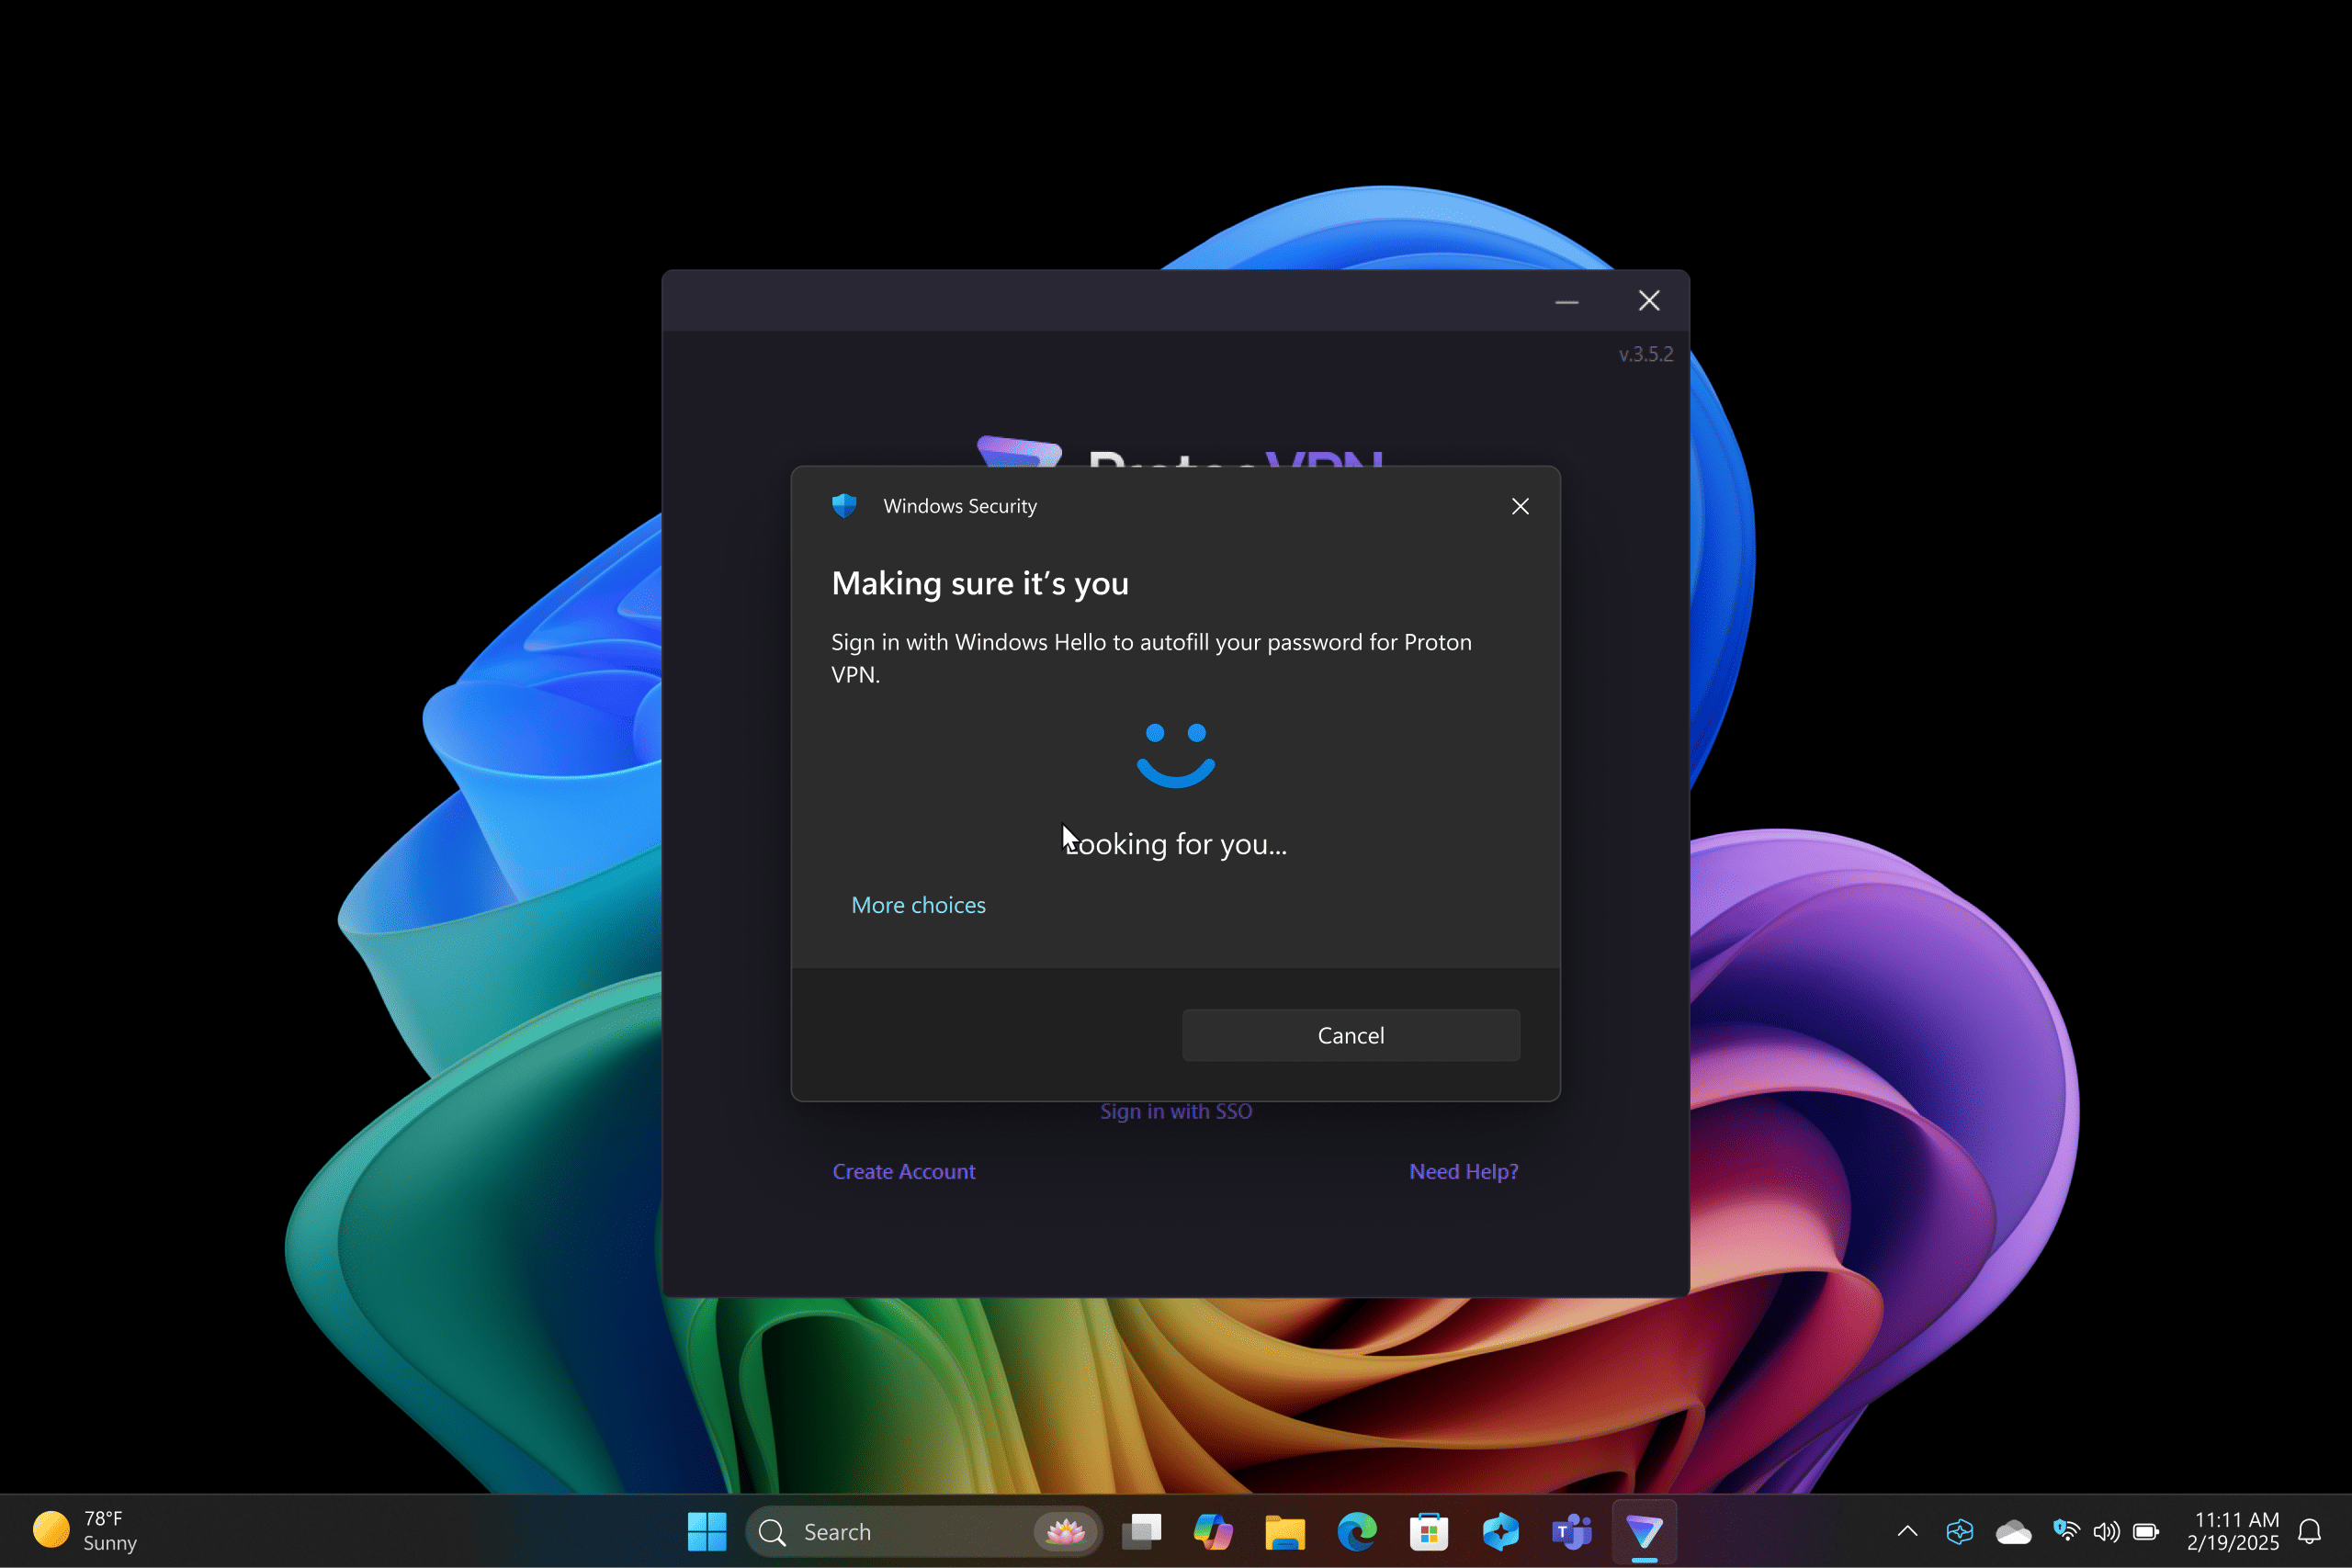 v.3.5.2
Proton VPN
Windows Security
Making sure it's you
Sign in with Windows Hello to autofill your password for Proton
VPN.
Looking for you...
More choices
Cancel
Sign in with SSO
Create Account
Need Help?
78°F
Sunny
Search
T
11:11 AM
2/19/2025